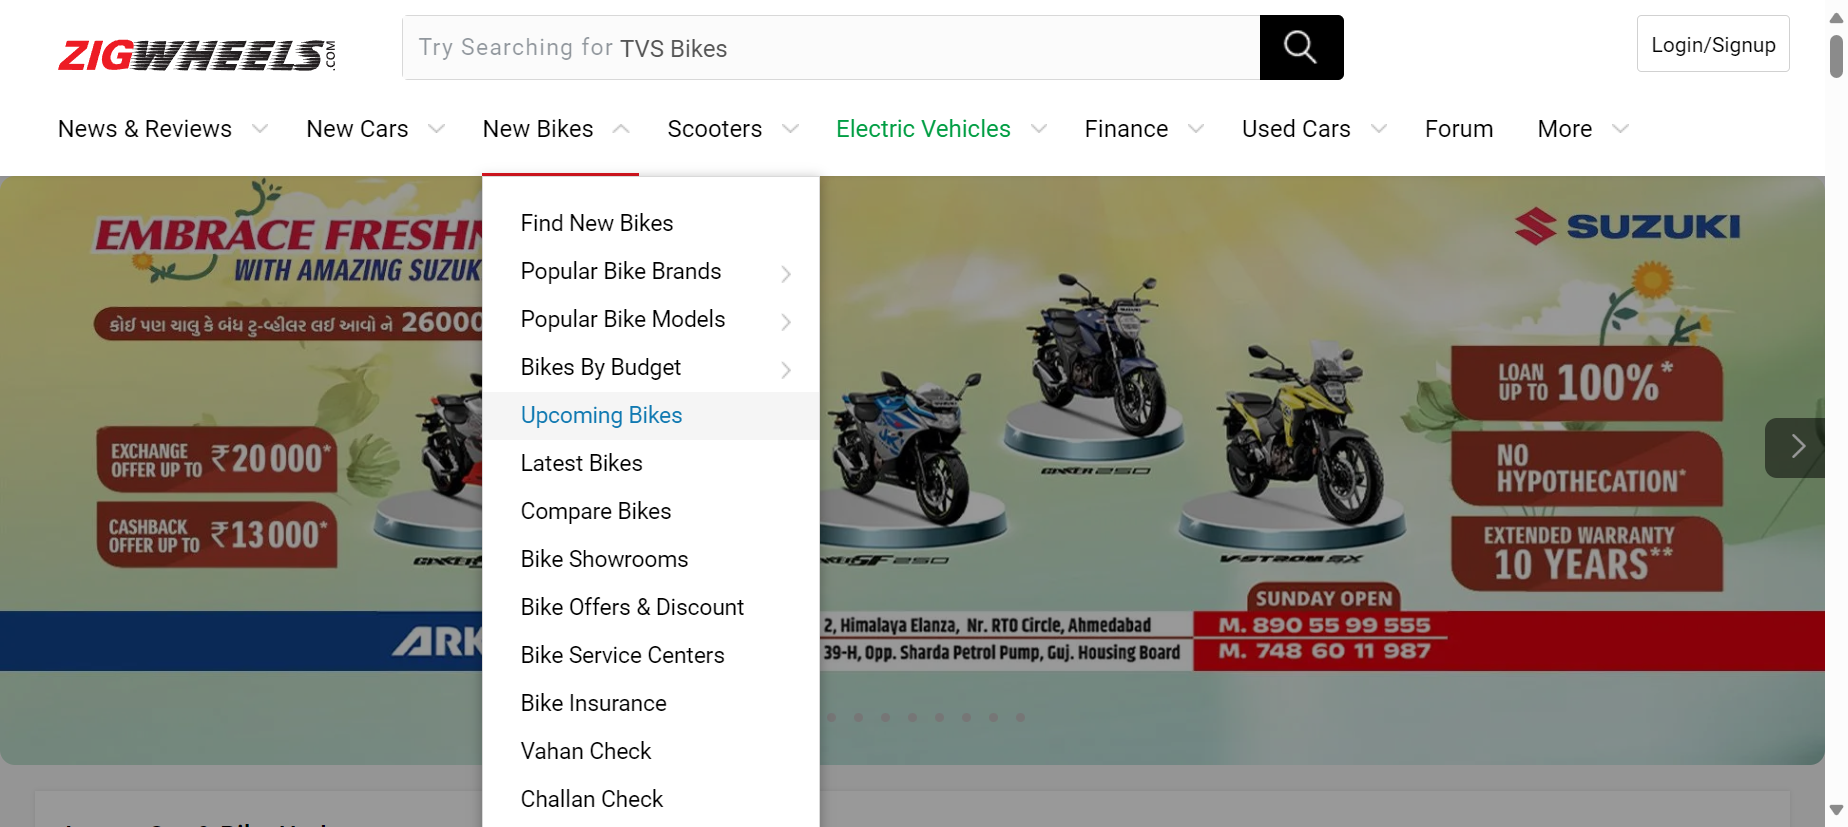 ZIGWHEELS.COM
Try Searching for TVS Bikes
Login/Signup
News & Reviews
New Cars
New Bikes
Scooters
Electric Vehicles
Finance
Used Cars
Forum
More
Find New Bikes
Popular Bike Brands
Popular Bike Models
Bikes By Budget
Upcoming Bikes
Latest Bikes
Compare Bikes
Bike Showrooms
Bike Offers & Discount
Bike Service Centers
Bike Insurance
Vahan Check
Challan Check
EMBRACE FRESHN
WITH AMAZING SUZUK
કોઈ પણ ચાલુ કે બંધ ટુ-વ્હીલર લઈ આવો ને 26000
EXCHANGE
OFFER UP TO ₹20000*
CASHBACK
OFFER UP TO ₹13000*
SUZUKI
SUZUKI
GIXXER 250
SF 250
V-STROM SX
LOAN
UP TO 100%*
NO
HYPOTHECATION*
EXTENDED WARRANTY
10 YEARS**
SUNDAY OPEN
ARK
2, Himalaya Elanza, Nr. RTO Circle, Ahmedabad
39-H, Opp. Sharda Petrol Pump, Guj. Housing Board
M. 890 55 99 555
M. 748 60 11 987